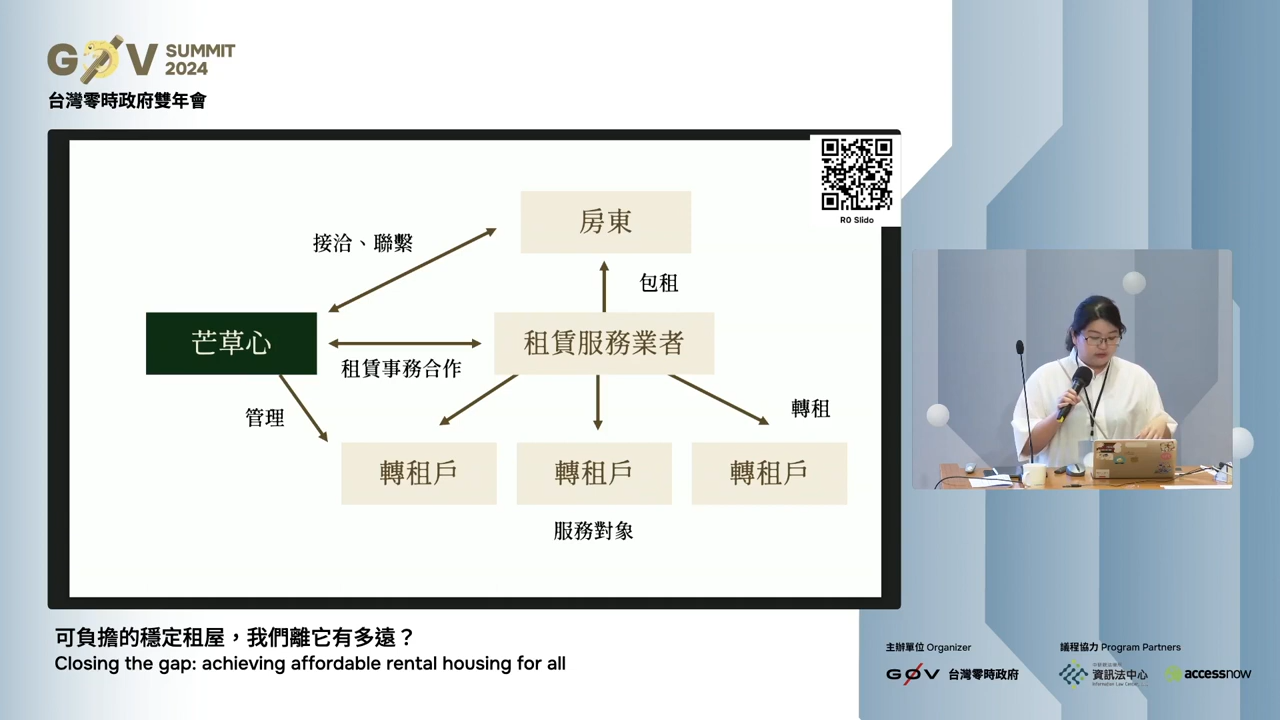 G0V SUMMIT
2024
台灣零時政府雙年會
R0 Slido
房東
接洽、聯繫
包租
芒草心
租賃服務業者
租賃事務合作
管理
轉租
轉租戶
轉租戶
轉租戶
服務對象
可負擔的穩定租屋，我們離它有多遠？
Closing the gap: achieving affordable rental housing for all
主辦單位 Organizer
議程協力 Program Partners
G0V 台灣零時政府
資訊法中心
Information Law Center
accessnow